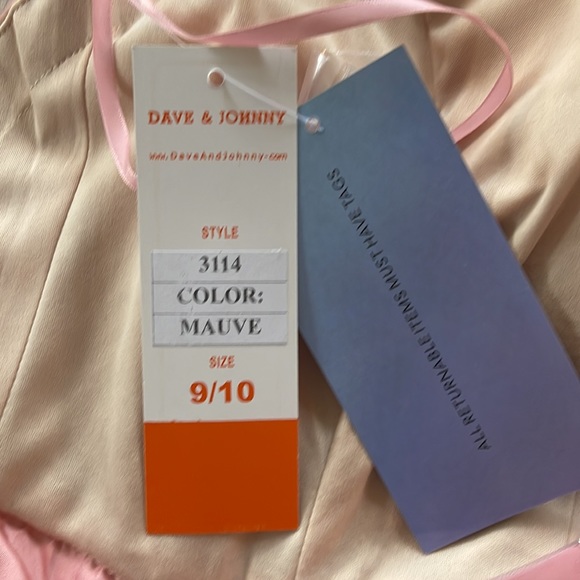 DAVE & JOHNNY
www.DaveAndJohnny.com
STYLE
3114
COLOR:
MAUVE
SIZE
9/10
ALL RETURNABLE ITEMS MUST HAVE TAGS